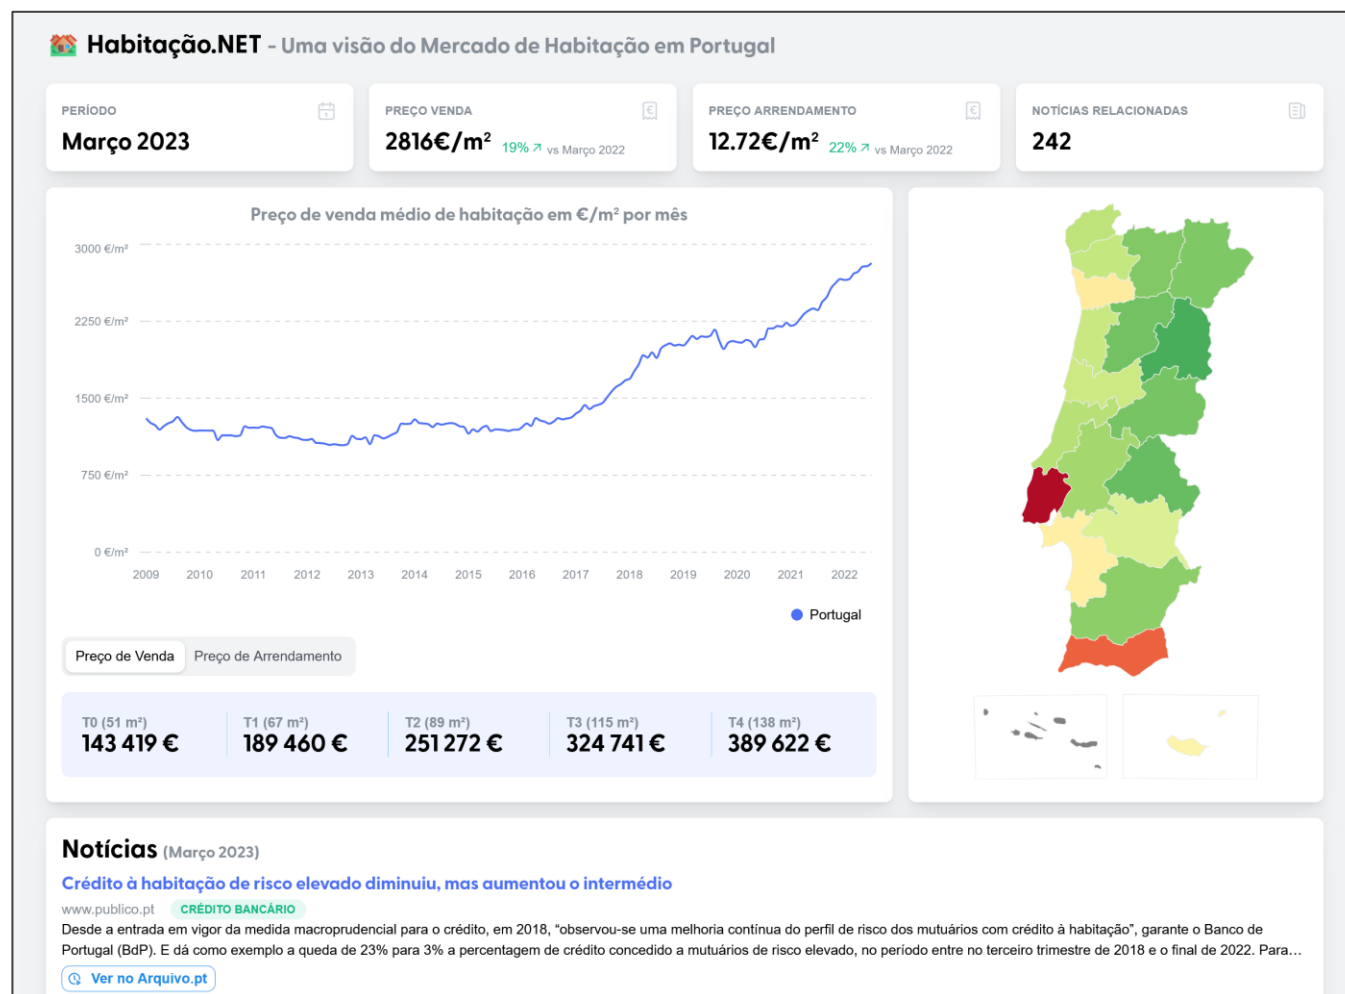 Habitação.NET - Uma visão do Mercado de Habitação em Portugal
PERÍODO
Março 2023
PREÇO VENDA
2816€/m² 19% ↗ vs Março 2022
PREÇO ARRENDAMENTO
12.72€/m² 22% ↗ vs Março 2022
NOTÍCIAS RELACIONADAS
242
Preço de venda médio de habitação em €/m² por mês
3000 €/m²
2250 €/m²
1500 €/m²
750 €/m²
0 €/m²
2009 2010 2011 2012 2013 2014 2015 2016 2017 2018 2019 2020 2021 2022
Portugal
Preço de Venda Preço de Arrendamento
T0 (51 m²)
143 419 €
T1 (67 m²)
189 460 €
T2 (89 m²)
251 272 €
T3 (115 m²)
324 741 €
T4 (138 m²)
389 622 €
Notícias (Março 2023)
Crédito à habitação de risco elevado diminuiu, mas aumentou o intermédio
www.publico.pt CRÉDITO BANCÁRIO
Desde a entrada em vigor da medida macroprudencial para o crédito, em 2018, “observou-se uma melhoria contínua do perfil de risco dos mutuários com crédito à habitação”, garante o Banco de
Portugal (BdP). E dá como exemplo a queda de 23% para 3% a percentagem de crédito concedido a mutuários de risco elevado, no período entre no terceiro trimestre de 2018 e o final de 2022. Para…
Ver no Arquivo.pt